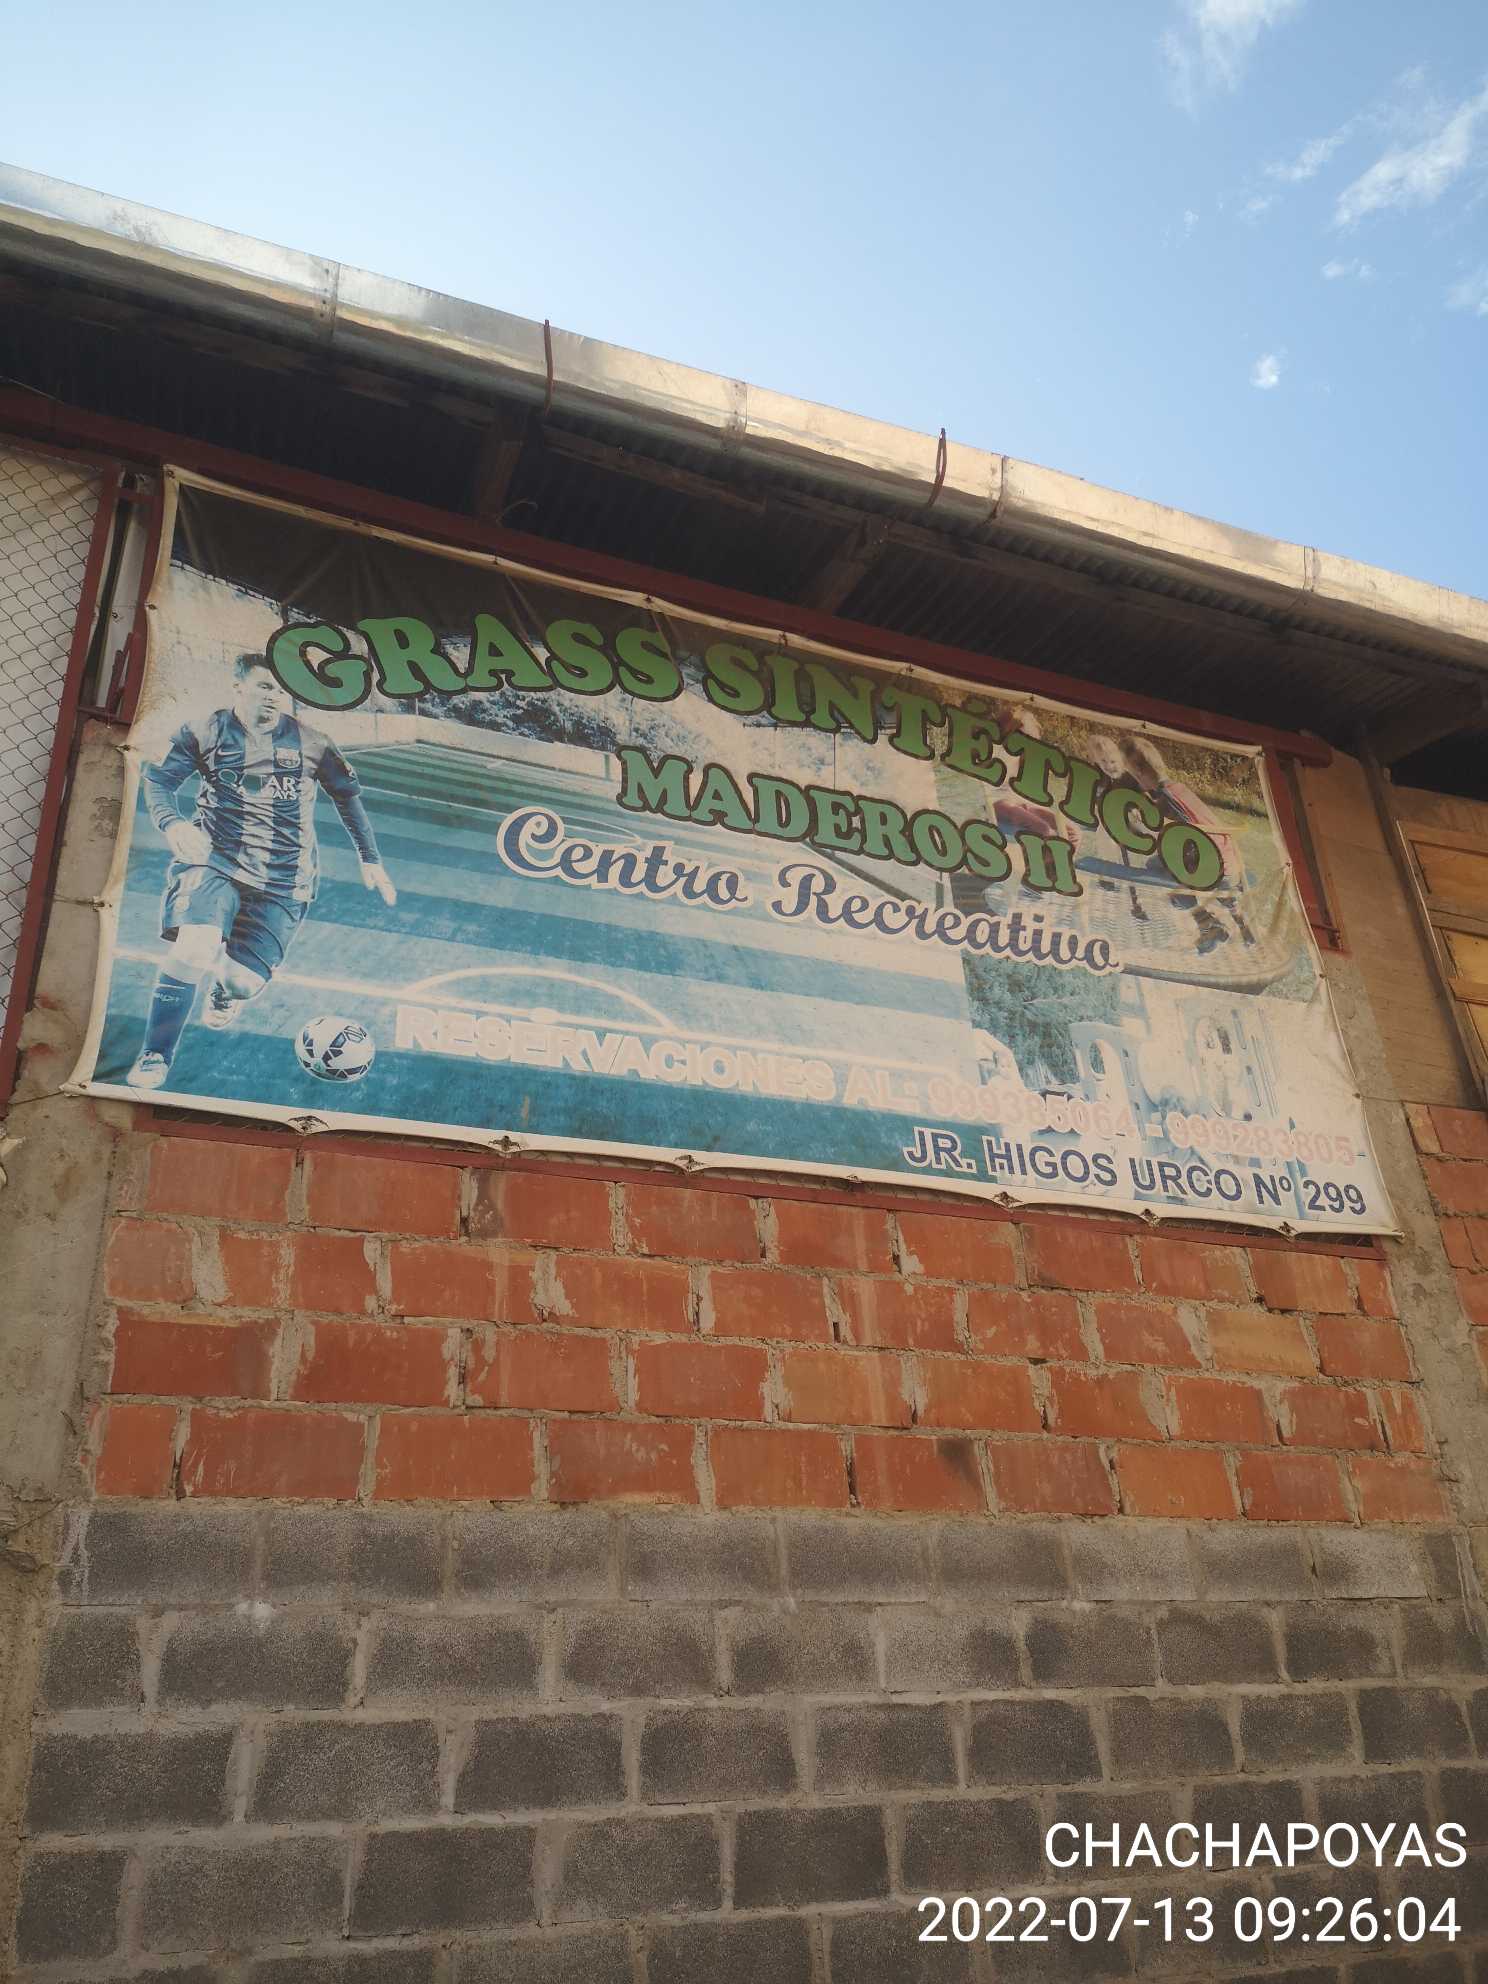 GRASS SINTÉTICO
MADEROS II
Centro Recreativo
RESERVACIONES AL: 999385064 - 999283805
JR. HIGOS URCO Nº 299
CHACHAPOYAS
2022-07-13 09:26:04